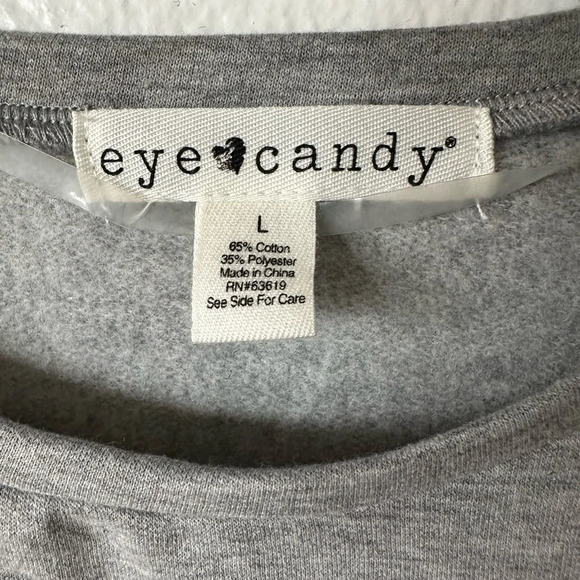 eye candy®
L
65% Cotton
35% Polyester
Made in China
RN#63619
See Side For Care